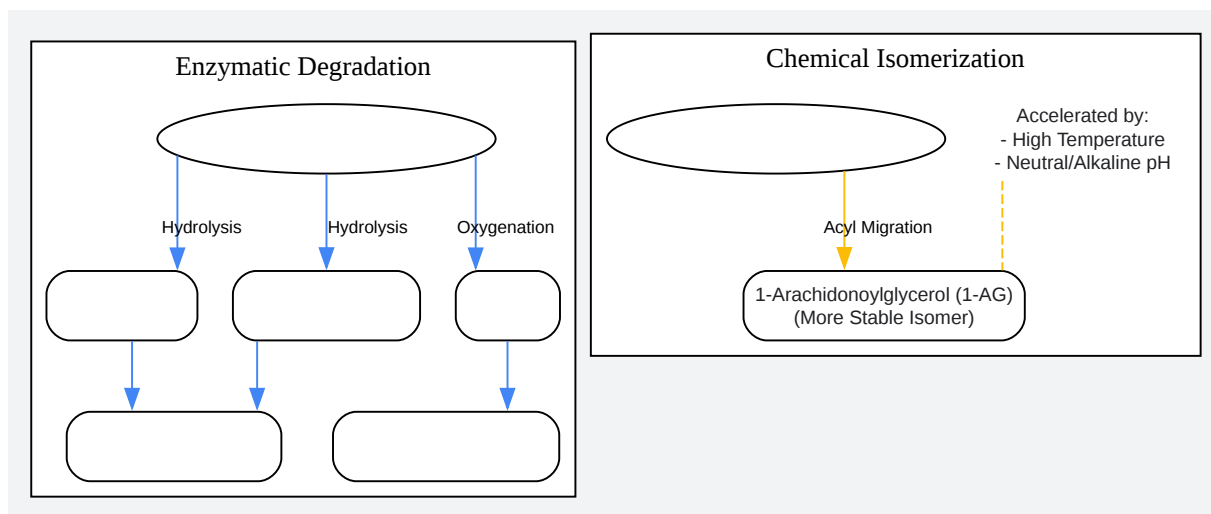 Enzymatic Degradation
Hydrolysis
Hydrolysis
Oxygenation
Chemical Isomerization
Accelerated by:
- High Temperature
- Neutral/Alkaline pH
Acyl Migration
1-Arachidonoylglycerol (1-AG)
(More Stable Isomer)